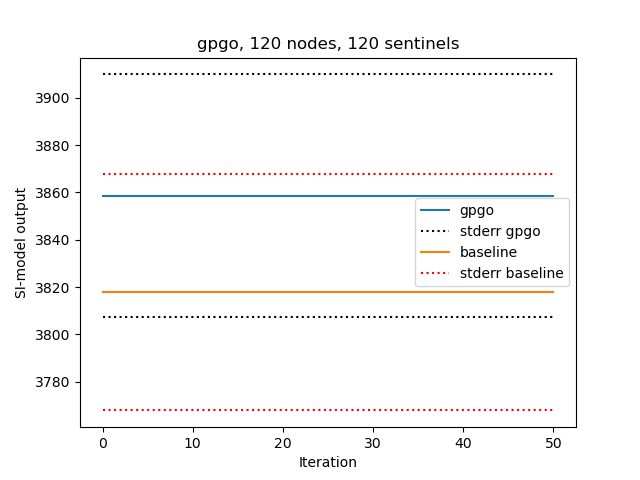 gpgo, 120 nodes, 120 sentinels
3900
3880
3860
3840
3820
3800
3780
SI-model output
gpgo
stderr gpgo
baseline
stderr baseline
0
10
20
30
40
50
Iteration